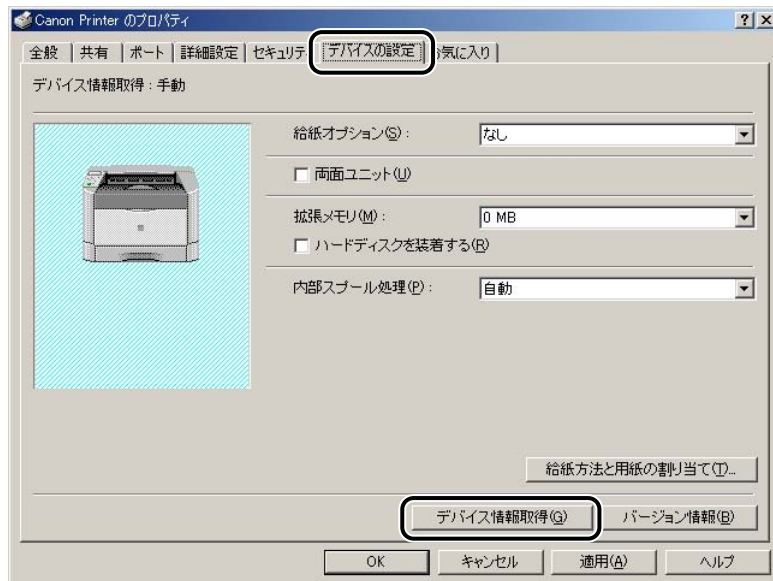 Canon Printer のプロパティ
全般 共有 ポート 詳細設定 セキュリテ デバイスの設定 気に入り
デバイス情報取得：手動
給紙オプション(S)： なし
両面ユニット(U)
拡張メモリ(M)： 0 MB
ハードディスクを装着する(R)
内部スプール処理(P)： 自動
給紙方法と用紙の割り当て(T)...
デバイス情報取得(G) バージョン情報(B)
OK キャンセル 適用(A) ヘルプ